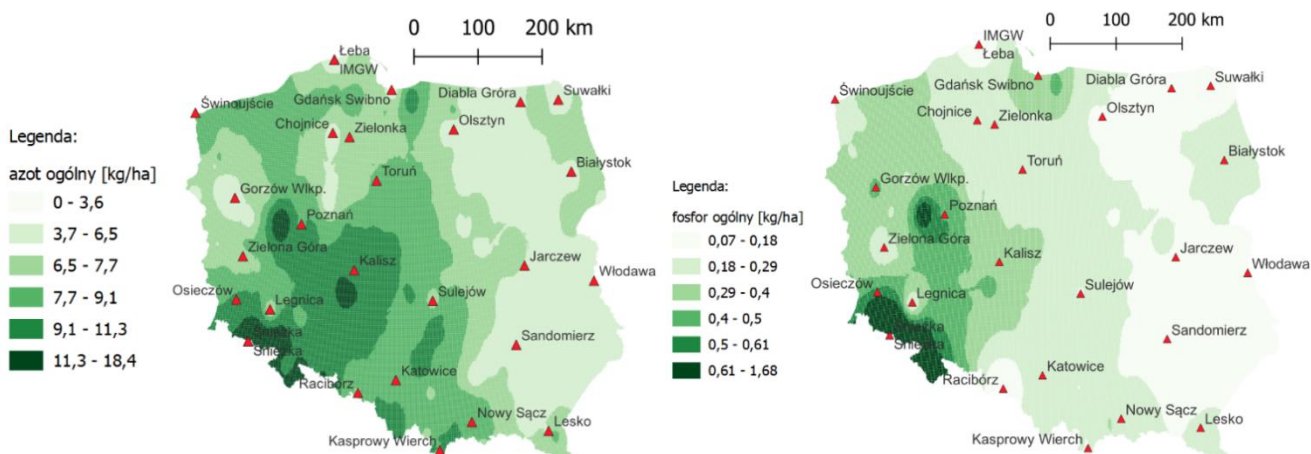 0 100 200 km
Łeba
IMGW
Gdańsk Swibno
Diabla Góra
Suwałki
Świnoujście
Chojnice
Zielonka
Olsztyn
Białystok
Toruń
Legenda:
azot ogólny [kg/ha]
0 - 3,6
3,7 - 6,5
6,5 - 7,7
7,7 - 9,1
9,1 - 11,3
11,3 - 18,4
Gorzów Wlkp.
Poznań
Zielona Góra
Kalisz
Jarczew
Włodawa
Osieczów
Legnica
Sulejów
Śnieżka
Śnieżka
Sandomierz
Racibórz
Katowice
Nowy Sącz
Lesko
Kasprowy Wierch
0 100 200 km
IMGW
Łeba
Gdańsk Swibno
Diabla Góra
Suwałki
Świnoujście
Chojnice
Zielonka
Olsztyn
Białystok
Toruń
Legenda:
fosfor ogólny [kg/ha]
0,07 - 0,18
0,18 - 0,29
0,29 - 0,4
0,4 - 0,5
0,5 - 0,61
0,61 - 1,68
Gorzów Wlkp.
Poznań
Zielona Góra
Kalisz
Jarczew
Włodawa
Osieczów
Legnica
Sulejów
Śnieżka
Śnieżka
Sandomierz
Racibórz
Katowice
Nowy Sącz
Lesko
Kasprowy Wierch